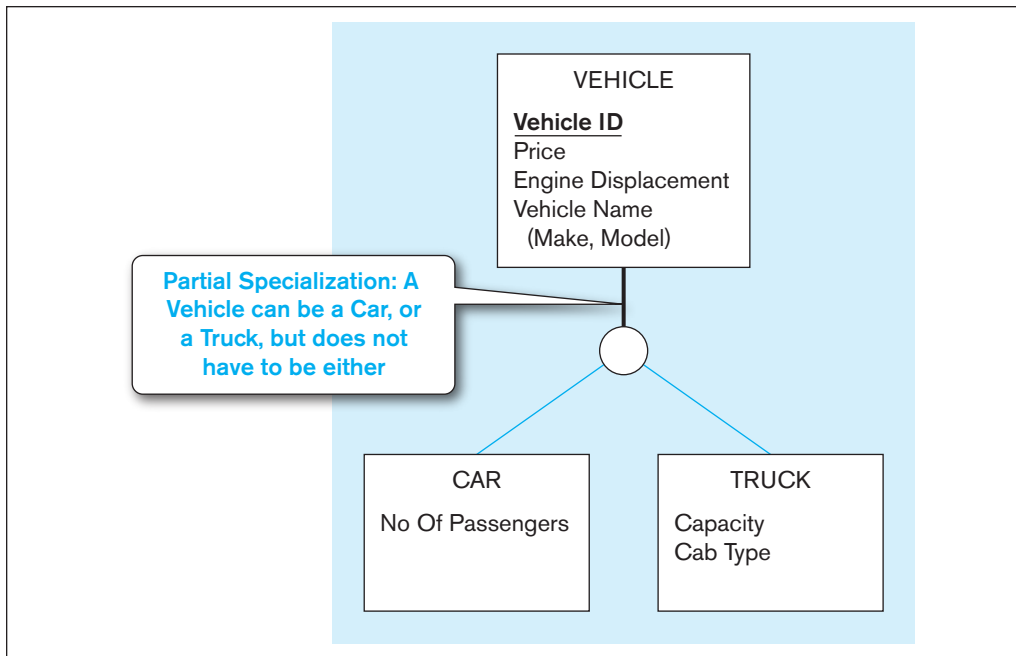 VEHICLE
Vehicle ID
Price
Engine Displacement
Vehicle Name
(Make, Model)
Partial Specialization: A
Vehicle can be a Car, or
a Truck, but does not
have to be either
CAR
No Of Passengers
TRUCK
Capacity
Cab Type